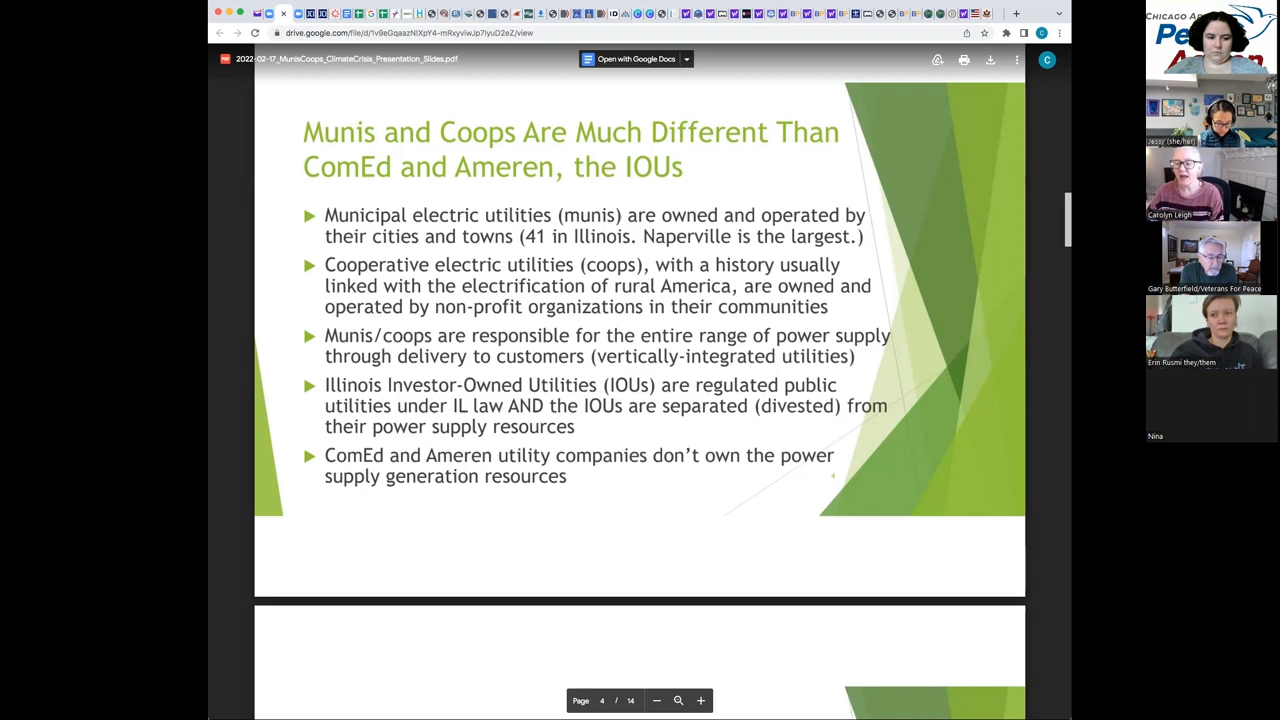 drive.google.com/file/d/1v9eGqaazNIXpY4-mRxyviwJp7IyuD2eZ/view
2022-02-17_MunisCoops_ClimateCrisis_Presentation_Slides.pdf
Open with Google Docs
C
Munis and Coops Are Much Different Than
ComEd and Ameren, the IOUs
Municipal electric utilities (munis) are owned and operated by
their cities and towns (41 in Illinois. Naperville is the largest.)
Cooperative electric utilities (coops), with a history usually
linked with the electrification of rural America, are owned and
operated by non-profit organizations in their communities
Munis/coops are responsible for the entire range of power supply
through delivery to customers (vertically-integrated utilities)
Illinois Investor-Owned Utilities (IOUs) are regulated public
utilities under IL law AND the IOUs are separated (divested) from
their power supply resources
ComEd and Ameren utility companies don't own the power
supply generation resources
4
Page 4 / 14
CHICAGO
Jessy (she/her)
Carolyn Leigh
Gary Butterfield/Veterans For Peace
Erin Rusmi they/them
Nina